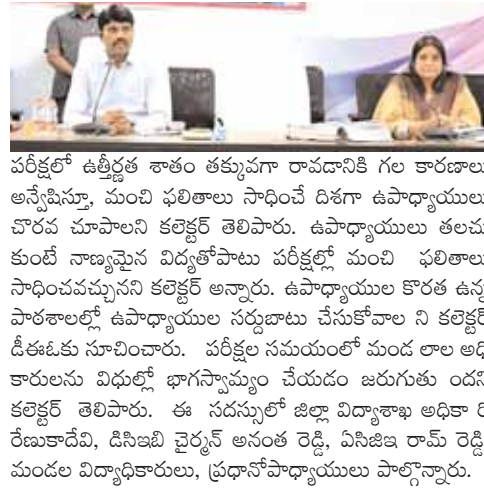 పరీక్షలో ఉత్తీర్ణత శాతం తక్కువగా రావడానికి గల కారణాలు
అన్వేషిస్తూ, మంచి ఫలితాలు సాధించే దిశగా ఉపాధ్యాయులు
చొరవ చూపాలని కలెక్టర్ తెలిపారు. ఉపాధ్యాయులు తలచు
కుంటే నాణ్యమైన విద్యతోపాటు పరీక్షల్లో మంచి ఫలితాలు
సాధించవచ్చునని కలెక్టర్ అన్నారు. ఉపాధ్యాయుల కొరత ఉన్న
పాఠశాలల్లో ఉపాధ్యాయుల సర్దుబాటు చేసుకోవాల ని కలెక్టర్
డీఈఓకు సూచించారు. పరీక్షల సమయంలో మండ లాల అధి
కారులను విధుల్లో భాగస్వామ్యం చేయడం జరుగుతు ందని
కలెక్టర్ తెలిపారు. ఈ సదస్సులో జిల్లా విద్యాశాఖ అధికా రి
రేణుకాదేవి, డిసిఇబి చైర్మన్ అనంత రెడ్డి, ఏసిజిఇ రామ్ రెడ్డి
మండల విద్యాధికారులు, ప్రధానోపాధ్యాయులు పాల్గొన్నారు.